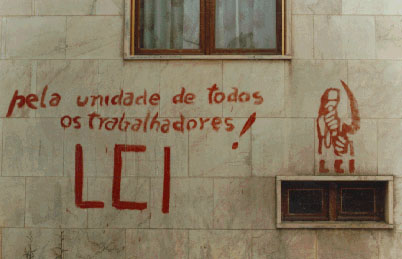 pela unidade de todos
os trabalhadores!
LCI
LCI